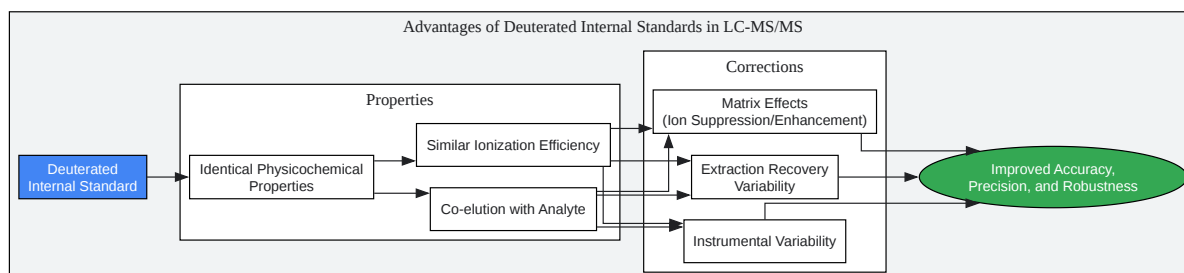 Advantages of Deuterated Internal Standards in LC-MS/MS
Properties
Corrections
Deuterated
Internal Standard
Identical Physicochemical
Properties
Similar Ionization Efficiency
Co-elution with Analyte
Matrix Effects
(Ion Suppression/Enhancement)
Extraction Recovery
Variability
Instrumental Variability
Improved Accuracy,
Precision, and Robustness